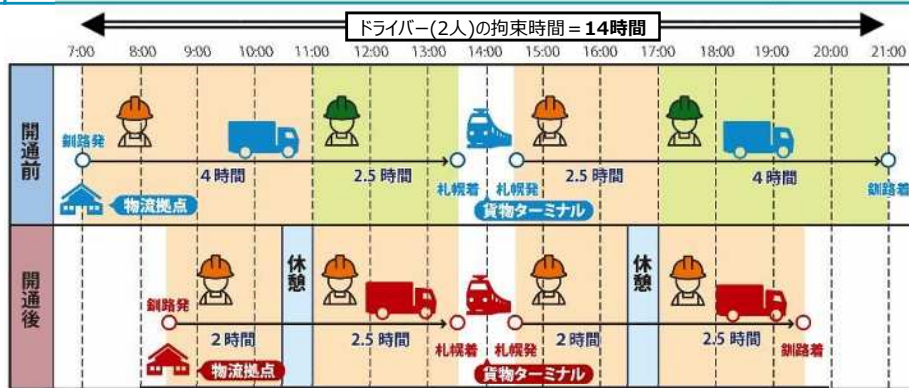 ドライバー(2人)の拘束時間＝14時間
7:00 8:00 9:00 10:00 11:00 12:00 13:00 14:00 15:00 16:00 17:00 18:00 19:00 20:00 21:00
開通前
釧路発
4時間
2.5時間
札幌着
札幌発
2.5時間
4時間
釧路着
物流拠点
貨物ターミナル
開通後
休憩
休憩
釧路発
2時間
2.5時間
札幌着
札幌発
2時間
2.5時間
釧路着
物流拠点
貨物ターミナル